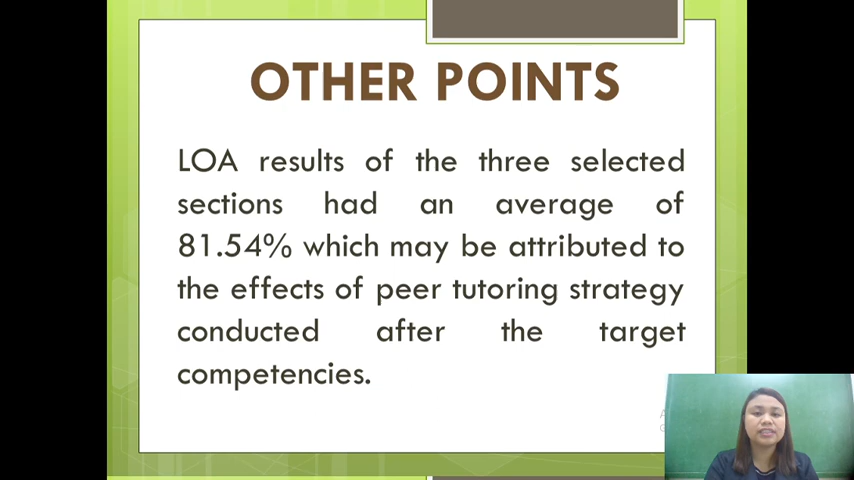 OTHER POINTS
LOA results of the three selected
sections had an average of
81.54% which may be attributed to
the effects of peer tutoring strategy
conducted after the target
competencies.